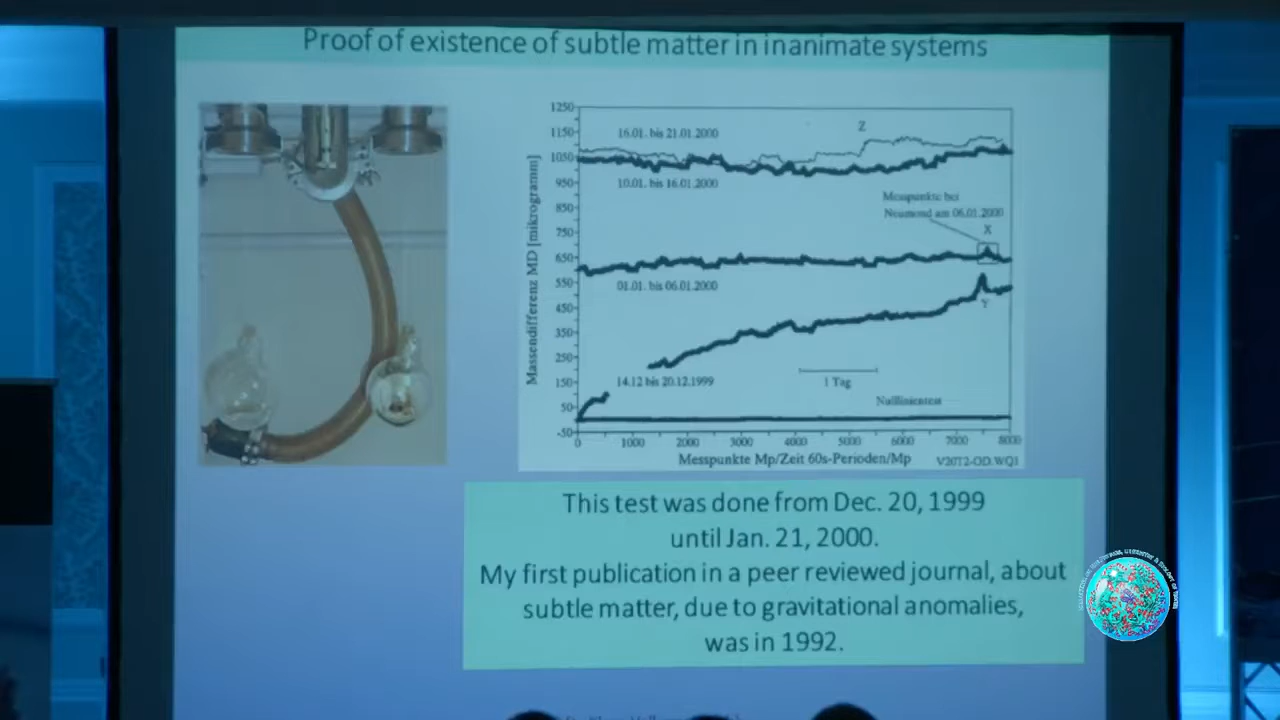 Proof of existence of subtle matter in inanimate systems
1250
1150
1050
950
850
750
650
550
450
350
250
150
50
-50
Massendifferenz MD [mikrogramm]
16.01. bis 21.01.2000
Z
10.01. bis 16.01.2000
Messpunkte bei
Neumond am 06.01.2000
X
01.01. bis 06.01.2000
Y
14.12 bis 20.12.1999
1 Tag
Nulllinientest
0 1000 2000 3000 4000 5000 6000 7000 8000
Messpunkte Mp/Zeit 60s-Perioden/Mp
This test was done from Dec. 20, 1999
until Jan. 21, 2000.
My first publication in a peer reviewed journal, about
subtle matter, due to gravitational anomalies,
was in 1992.